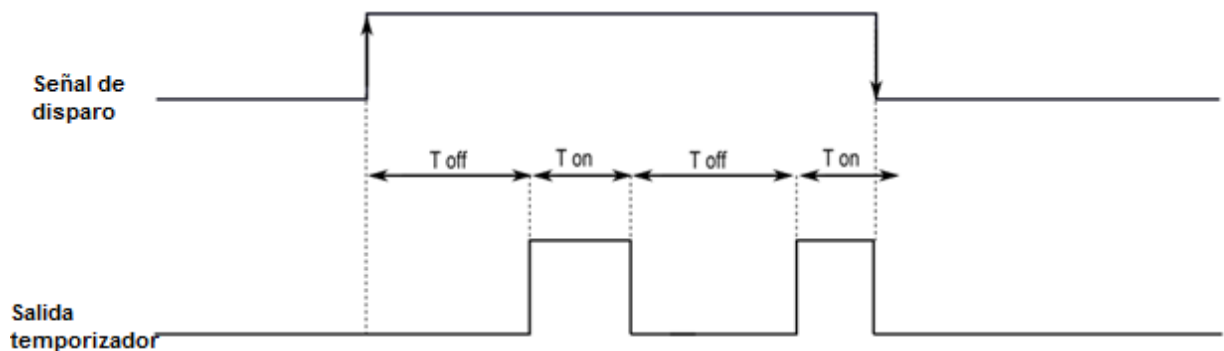 Señal de
disparo
T off
T on
T off
T on
Salida
temporizador